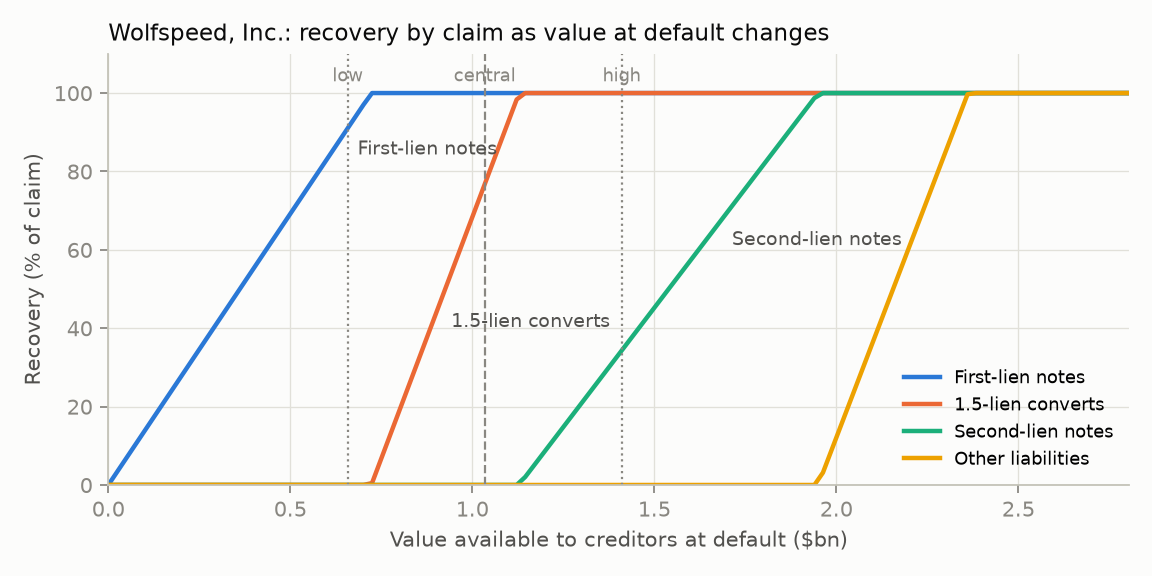 Wolfspeed, Inc.: recovery by claim as value at default changes
low
central
high
100
80
60
40
20
0
Recovery (% of claim)
First-lien notes
Second-lien notes
1.5-lien converts
First-lien notes
1.5-lien converts
Second-lien notes
Other liabilities
0.0
0.5
1.0
1.5
2.0
2.5
Value available to creditors at default ($bn)